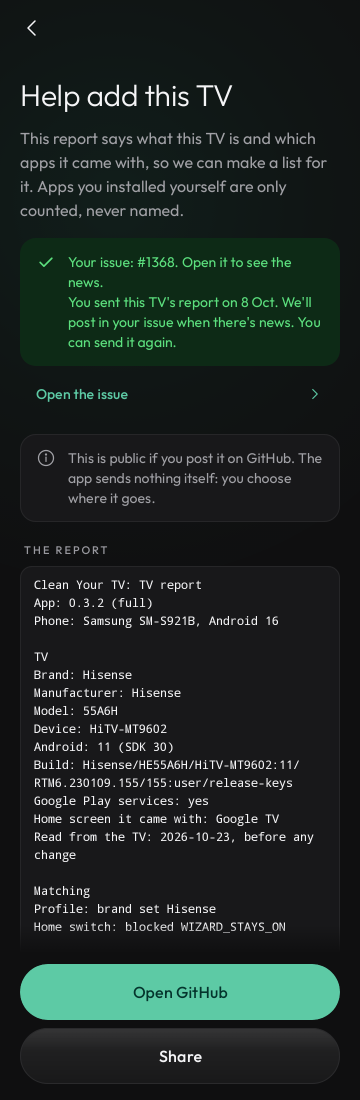 Help add this TV
This report says what this TV is and which
apps it came with, so we can make a list for
it. Apps you installed yourself are only
counted, never named.
Your issue: #1368. Open it to see the
news.
You sent this TV's report on 8 Oct. We'll
post in your issue when there's news. You
can send it again.
Open the issue
This is public if you post it on GitHub. The
app sends nothing itself: you choose
where it goes.
THE REPORT
Clean Your TV: TV report
App: 0.3.2 (full)
Phone: Samsung SM-S921B, Android 16
TV
Brand: Hisense
Manufacturer: Hisense
Model: 55A6H
Device: HiTV-MT9602
Android: 11 (SDK 30)
Build: Hisense/HE55A6H/HiTV-MT9602:11/
RTM6.230109.155/155:user/release-keys
Google Play services: yes
Home screen it came with: Google TV
Read from the TV: 2026-10-23, before any
change
Matching
Profile: brand set Hisense
Home switch: blocked WIZARD_STAYS_ON
Open GitHub
Share